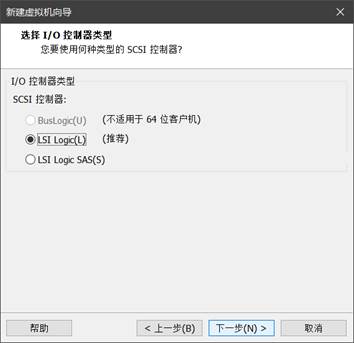 新建虚拟机向导
选择 I/O 控制器类型
您要使用何种类型的 SCSI 控制器?
I/O 控制器类型
SCSI 控制器:
BusLogic(U) (不适用于 64 位客户机)
LSI Logic(L) (推荐)
LSI Logic SAS(S)
帮助 < 上一步(B) 下一步(N) > 取消